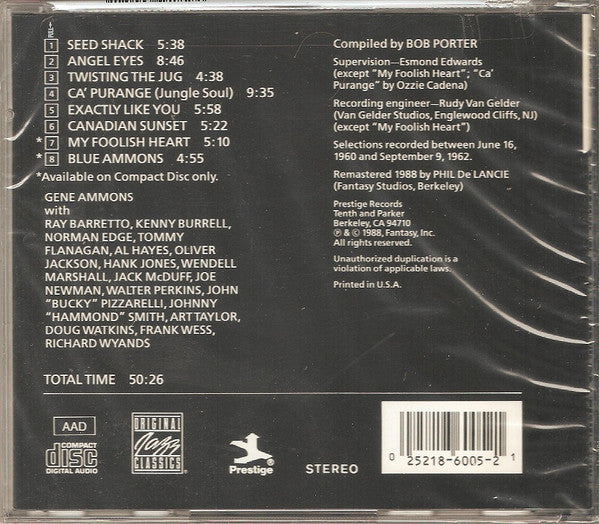 1 SEED SHACK 5:38
2 ANGEL EYES 8:46
3 TWISTING THE JUG 4:38
4 CA' PURANGE (Jungle Soul) 9:35
5 EXACTLY LIKE YOU 5:58
6 CANADIAN SUNSET 5:22
*7 MY FOOLISH HEART 5:10
*8 BLUE AMMONS 4:55
*Available on Compact Disc only.
GENE AMMONS
with
RAY BARRETTO, KENNY BURRELL,
NORMAN EDGE, TOMMY
FLANAGAN, AL HAYES, OLIVER
JACKSON, HANK JONES, WENDELL
MARSHALL, JACK McDUFF, JOE
NEWMAN, WALTER PERKINS, JOHN
"BUCKY" PIZZARELLI, JOHNNY
"HAMMOND" SMITH, ART TAYLOR,
DOUG WATKINS, FRANK WESS,
RICHARD WYANDS
TOTAL TIME 50:26
Compiled by BOB PORTER
Supervision—Esmond Edwards
(except "My Foolish Heart"; "Ca'
Purange" by Ozzie Cadena)
Recording engineer—Rudy Van Gelder
(Van Gelder Studios, Englewood Cliffs, NJ)
(except "My Foolish Heart")
Selections recorded between June 16,
1960 and September 9, 1962.
Remastered 1988 by PHIL De LANCIE
(Fantasy Studios, Berkeley)
Prestige Records
Tenth and Parker
Berkeley, CA 94710
℗ & © 1988, Fantasy, Inc.
All rights reserved.
Unauthorized duplication is a
violation of applicable laws.
Printed in U.S.A.
AAD
COMPACT
disc
DIGITAL AUDIO
ORIGINAL
Jazz
CLASSICS
Prestige
STEREO
0 25218-6005-2 1